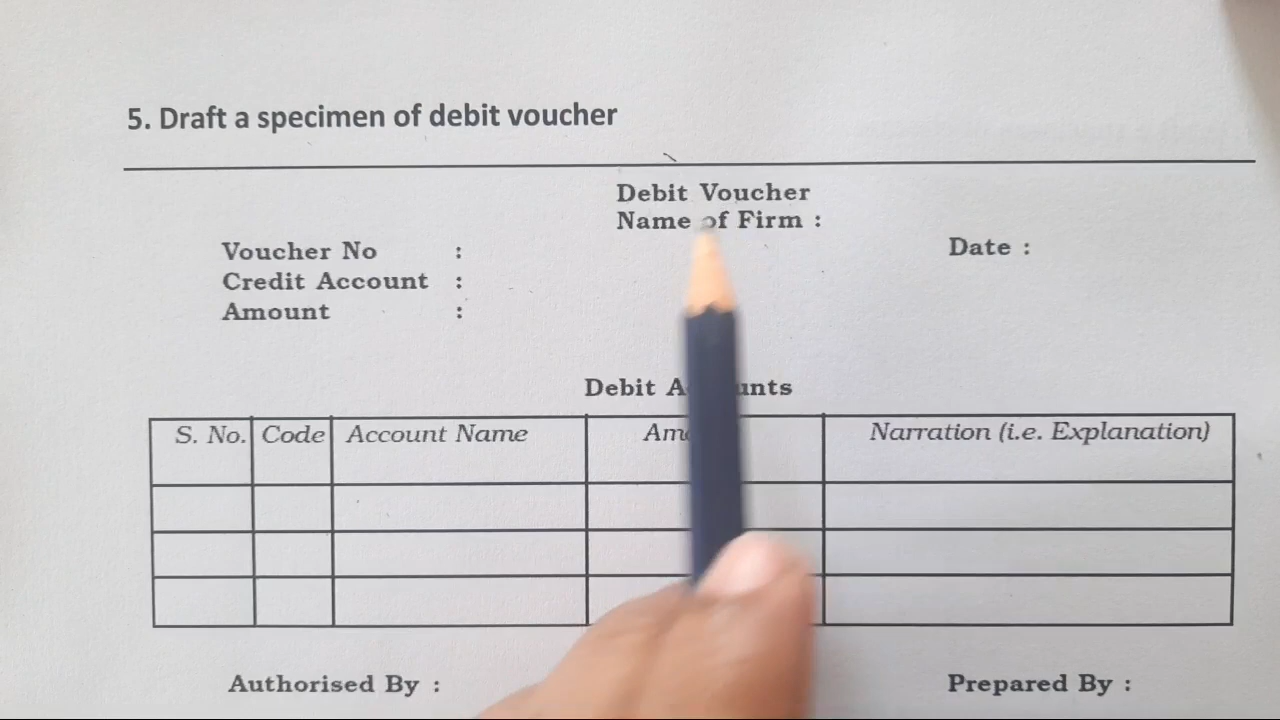 5. Draft a specimen of debit voucher
Debit Voucher
Name of Firm :
Voucher No :
Date :
Credit Account :
Amount :
Debit
S. No. Code Account Name Narration (i.e. Explanation)
Authorised By :
Prepared By :